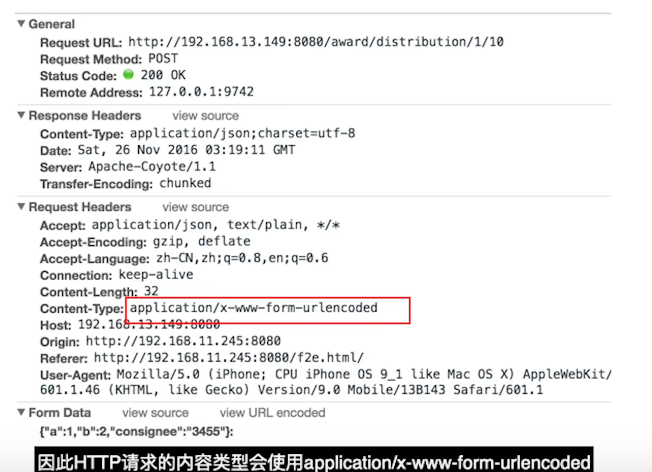 ▼ General
Request URL: http://192.168.13.149:8080/award/distribution/1/10
Request Method: POST
Status Code: 200 OK
Remote Address: 127.0.0.1:9742
▼ Response Headers view source
Content-Type: application/json;charset=utf-8
Date: Sat, 26 Nov 2016 03:19:11 GMT
Server: Apache-Coyote/1.1
Transfer-Encoding: chunked
▼ Request Headers view source
Accept: application/json, text/plain, */*
Accept-Encoding: gzip, deflate
Accept-Language: zh-CN,zh;q=0.8,en;q=0.6
Connection: keep-alive
Content-Length: 32
Content-Type: application/x-www-form-urlencoded
Host: 192.168.13.149:8080
Origin: http://192.168.11.245:8080
Referer: http://192.168.11.245:8080/f2e.html/
User-Agent: Mozilla/5.0 (iPhone; CPU iPhone OS 9_1 like Mac OS X) AppleWebKit/
601.1.46 (KHTML, like Gecko) Version/9.0 Mobile/13B143 Safari/601.1
▼ Form Data view source view URL encoded
{"a":1,"b":2,"consignee":"3455"}:
因此HTTP请求的内容类型会使用application/x-www-form-urlencoded